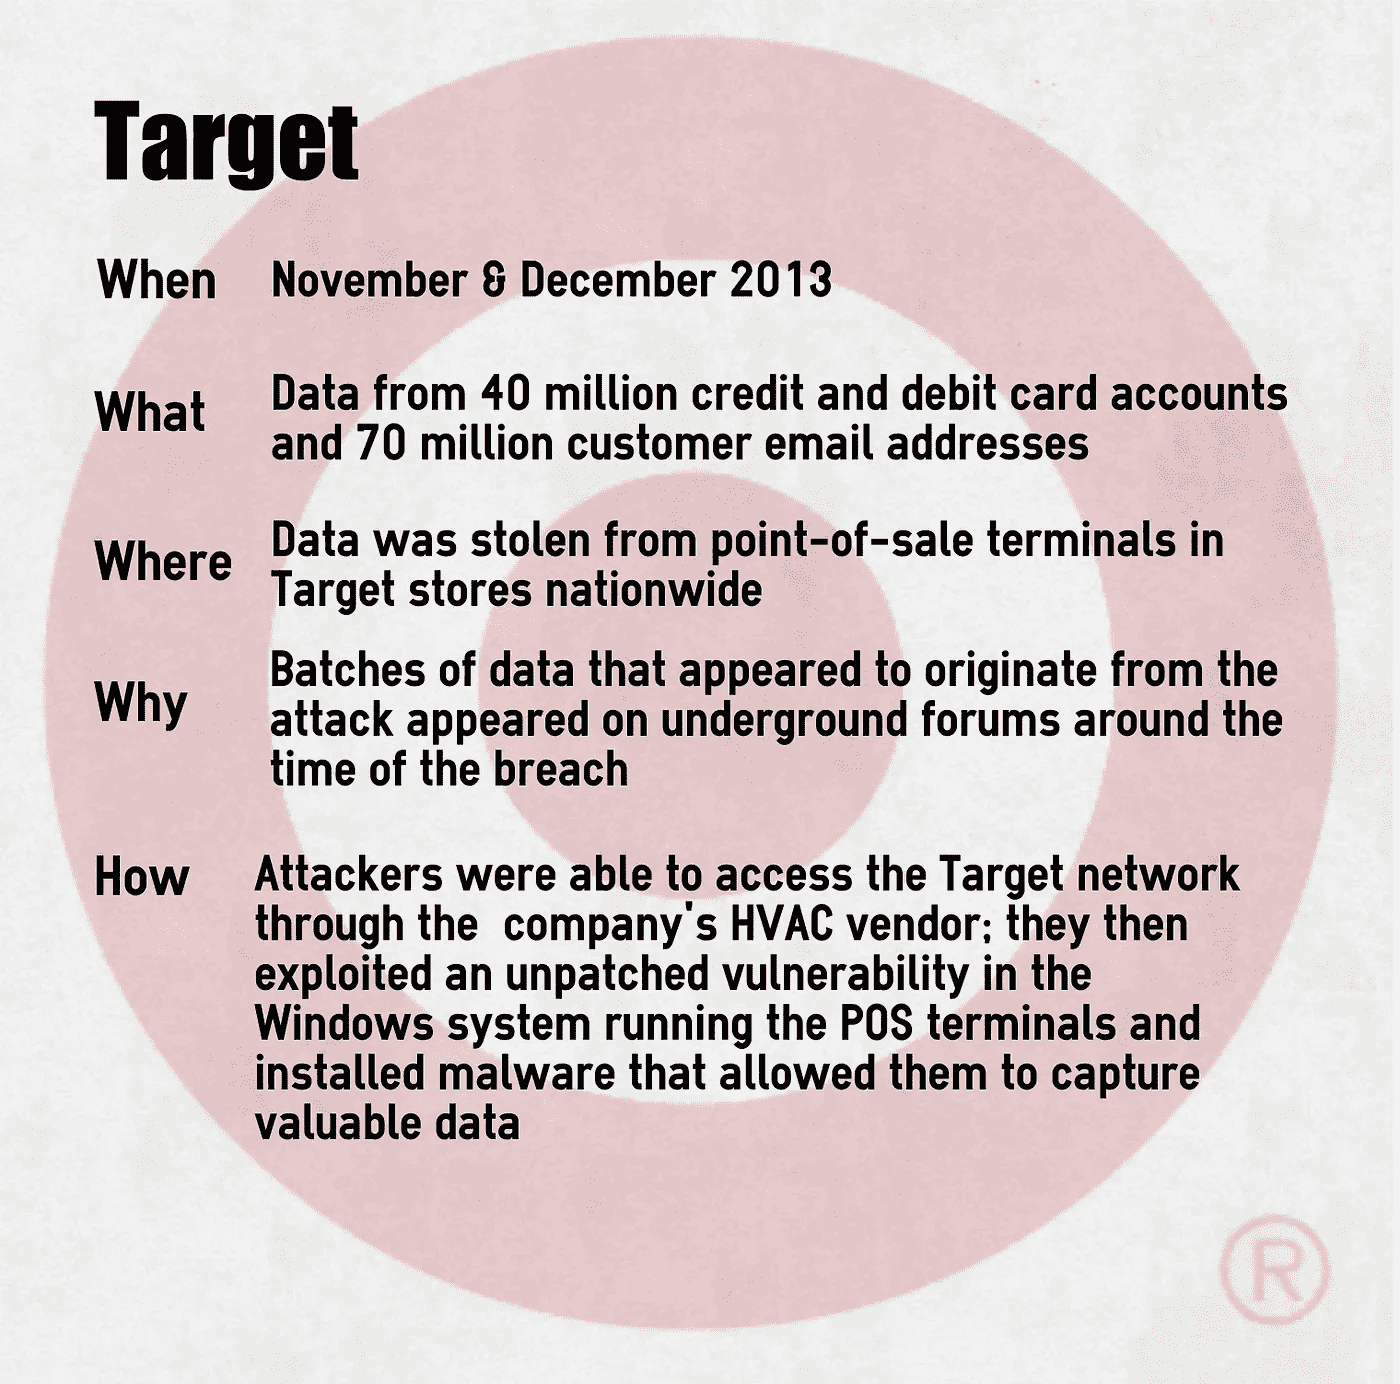 Target
When November & December 2013
What Data from 40 million credit and debit card accounts
and 70 million customer email addresses
Where Data was stolen from point-of-sale terminals in
Target stores nationwide
Why Batches of data that appeared to originate from the
attack appeared on underground forums around the
time of the breach
How Attackers were able to access the Target network
through the  company's HVAC vendor; they then
exploited an unpatched vulnerability in the
Windows system running the POS terminals and
installed malware that allowed them to capture
valuable data
®